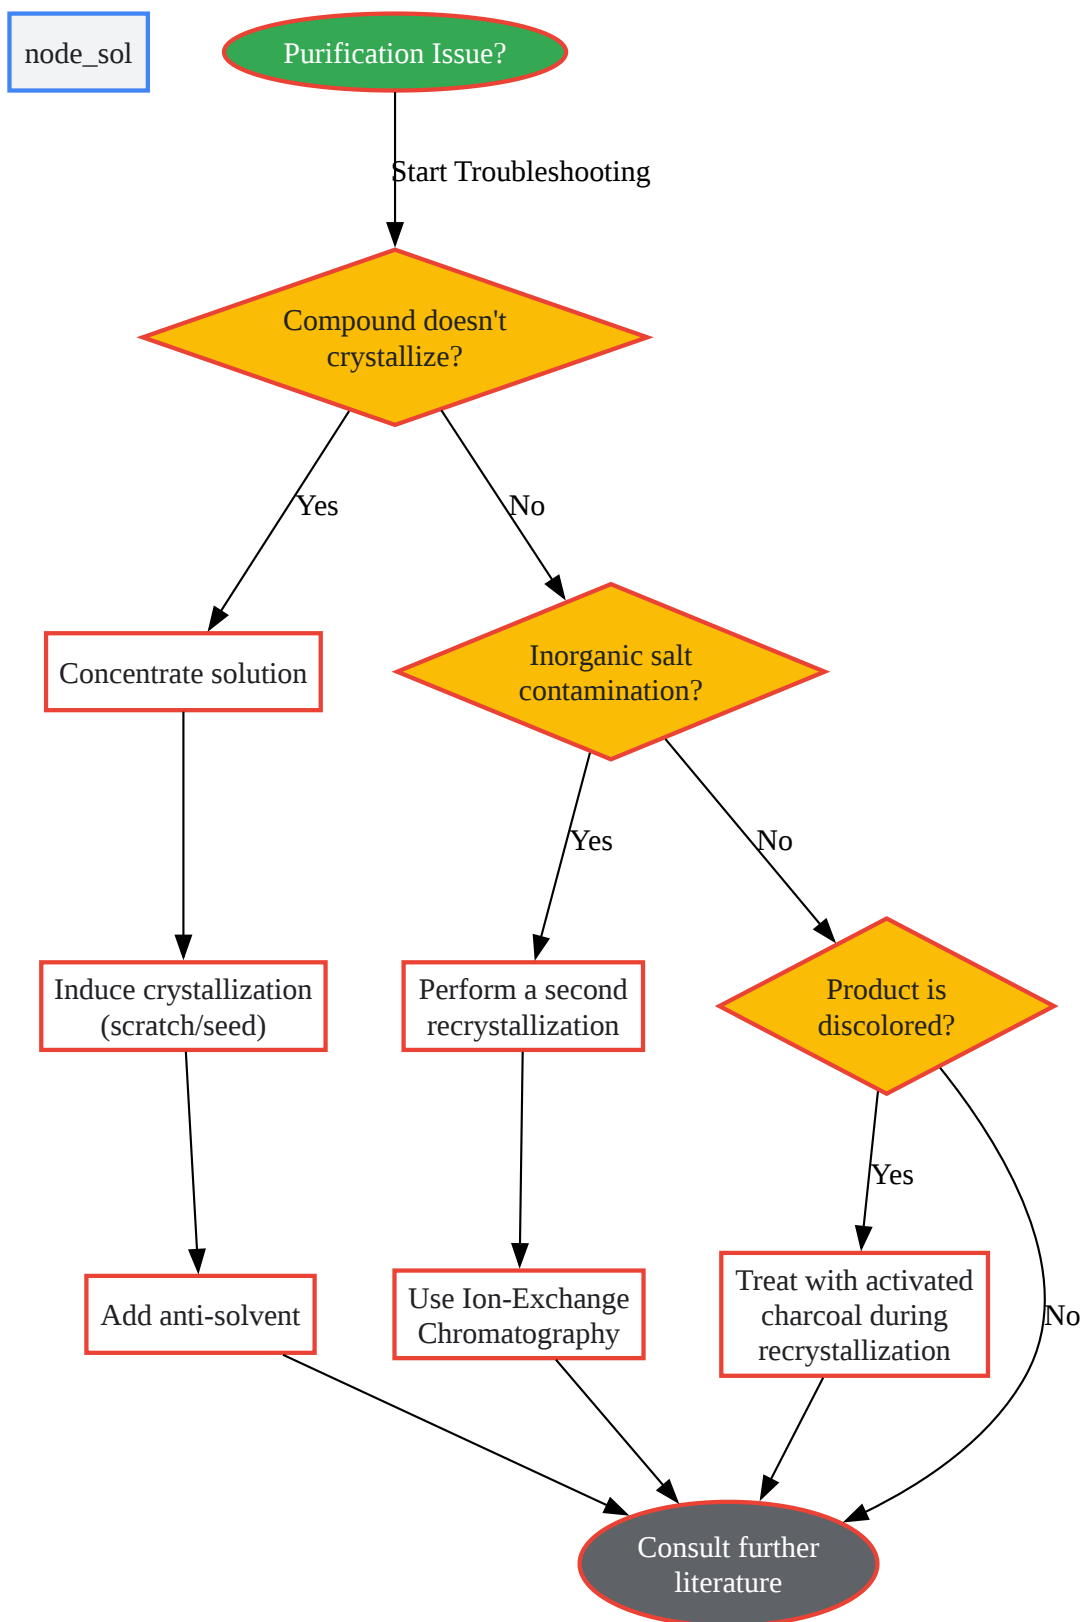 node_sol
Purification Issue?
Start Troubleshooting
Compound doesn't
crystallize?
Yes
No
Concentrate solution
Inorganic salt
contamination?
Yes
No
Induce crystallization
(scratch/seed)
Perform a second
recrystallization
Product is
discolored?
Yes
No
Add anti-solvent
Use Ion-Exchange
Chromatography
Treat with activated
charcoal during
recrystallization
Consult further
literature